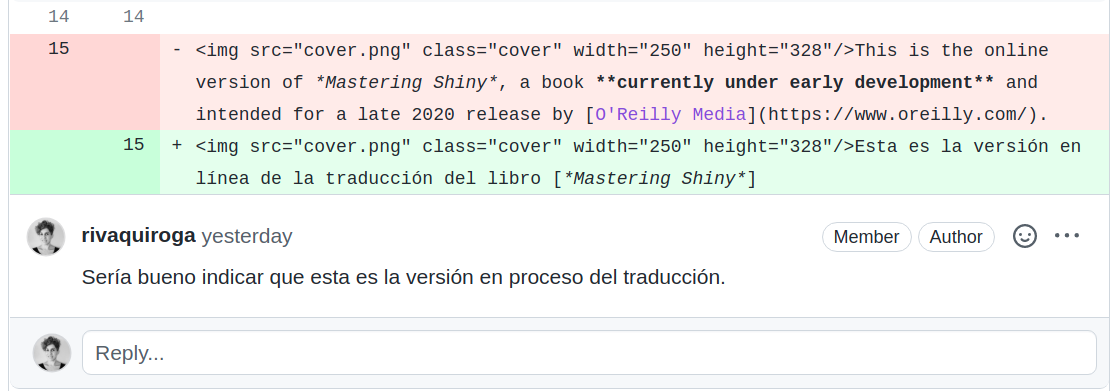 14 14
15 - <img src="cover.png" class="cover" width="250" height="328"/>This is the online
version of *Mastering Shiny*, a book **currently under early development** and
intended for a late 2020 release by [O'Reilly Media](https://www.oreilly.com/).
15 + <img src="cover.png" class="cover" width="250" height="328"/>Esta es la versión en
línea de la traducción del libro [*Mastering Shiny*]
rivaquiroga yesterday Member Author
Sería bueno indicar que esta es la versión en proceso del traducción.
Reply...